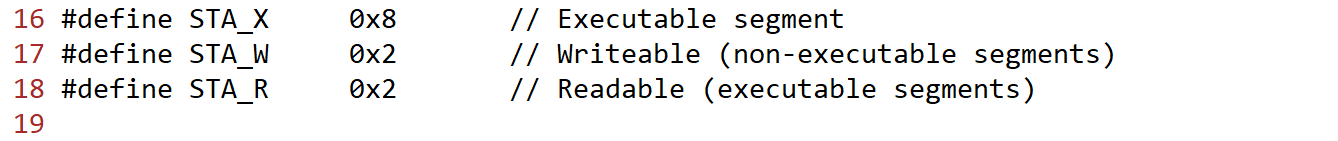 16 #define STA_X     0x8       // Executable segment
17 #define STA_W     0x2       // Writeable (non-executable segments)
18 #define STA_R     0x2       // Readable (executable segments)
19